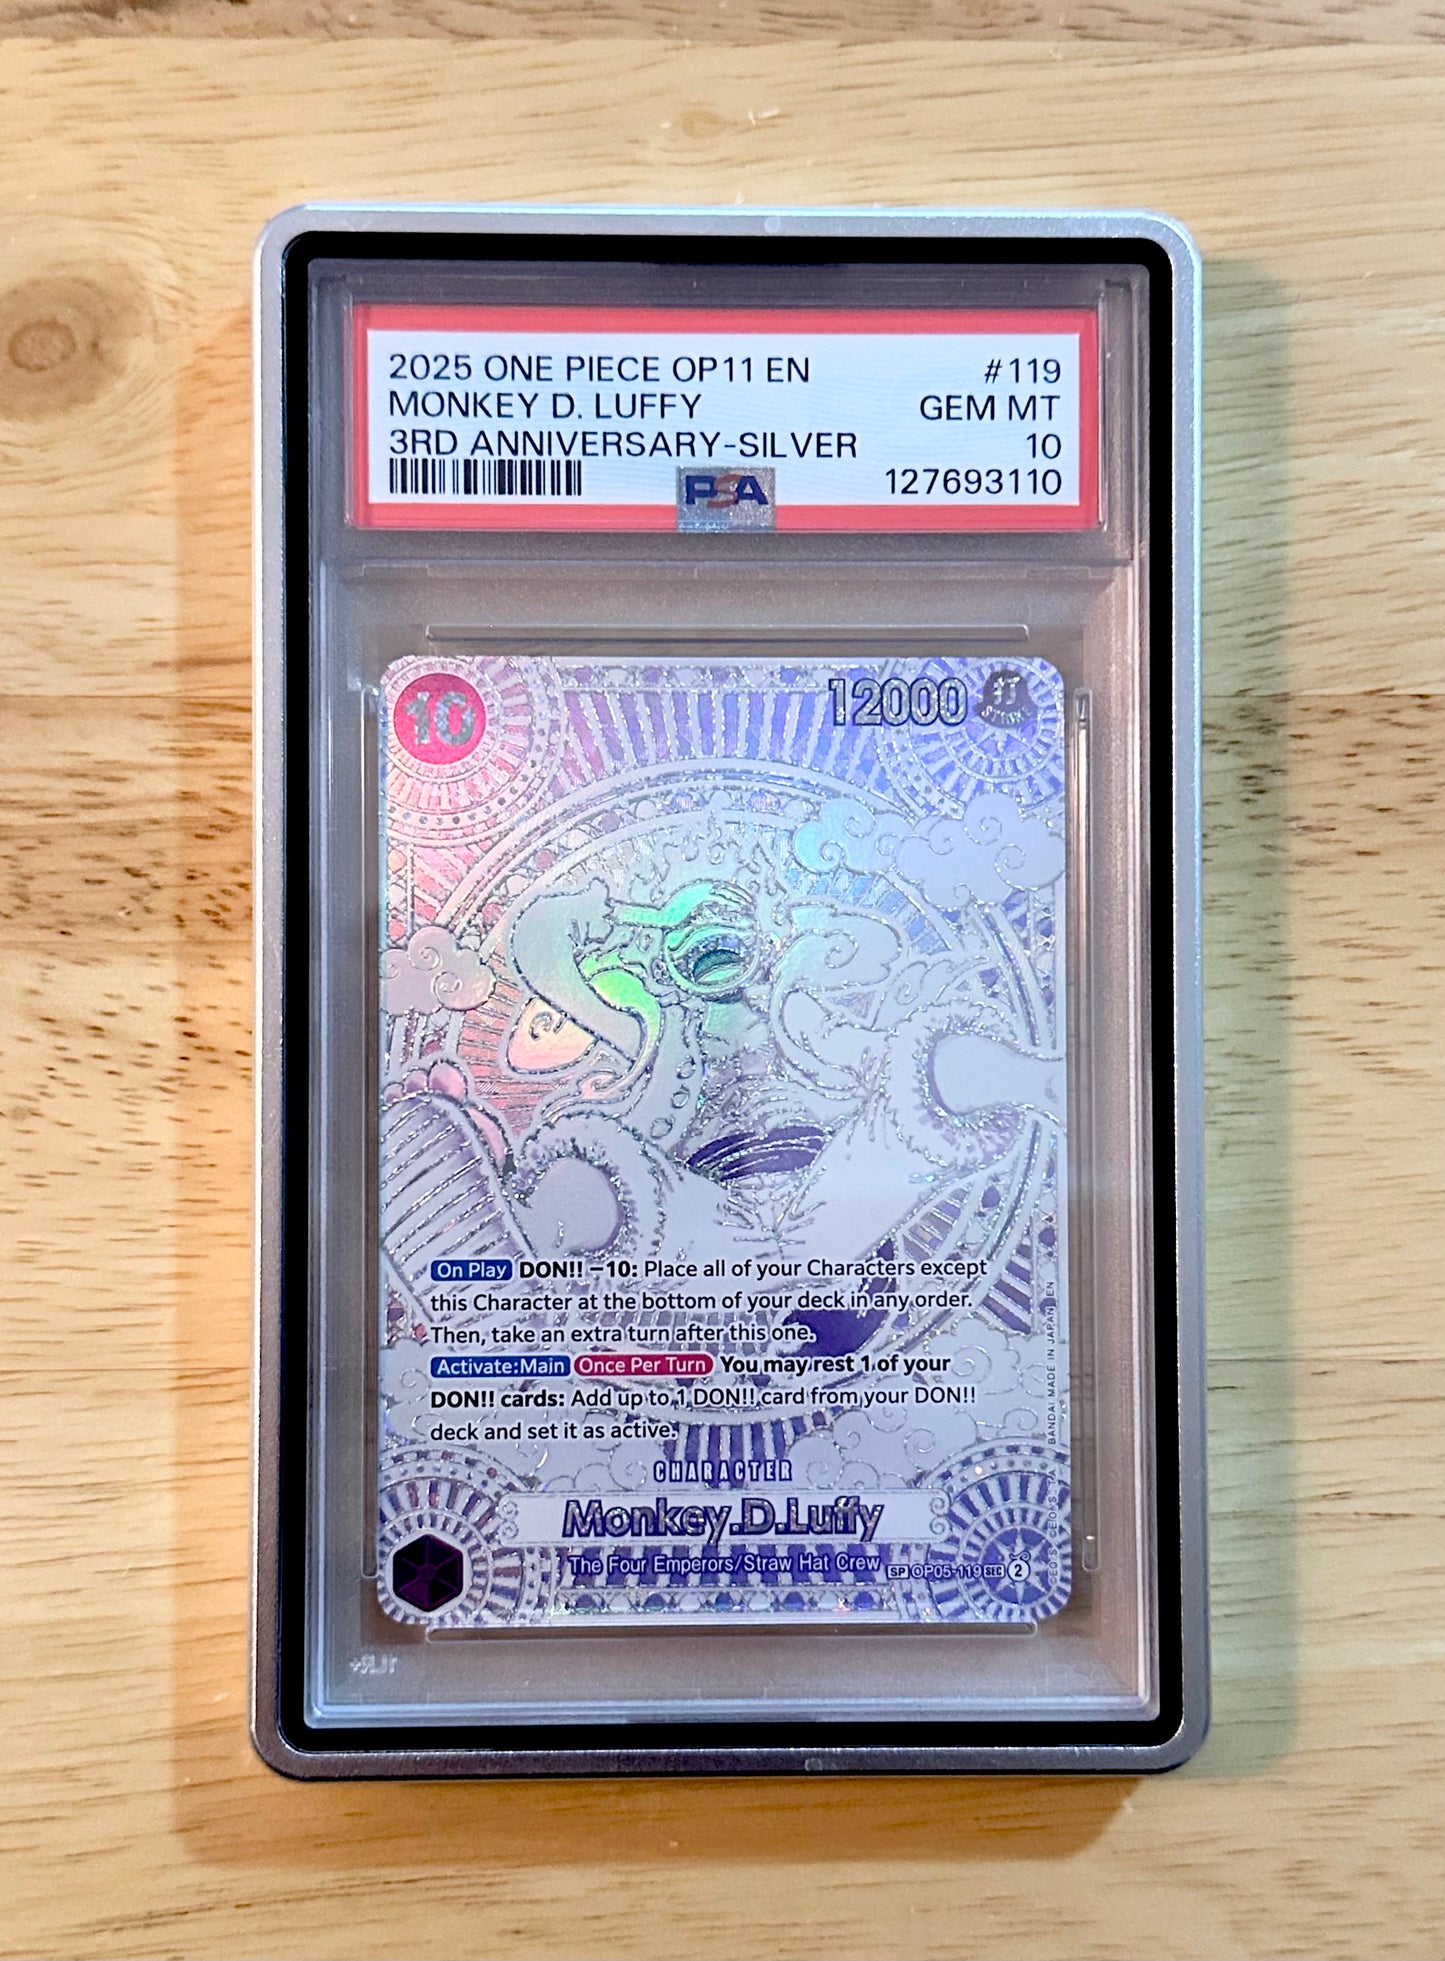 2025 ONE PIECE OP11 EN #119
MONKEY D. LUFFY GEM MT
3RD ANNIVERSARY-SILVER 10
PSA 127693110
10
12000
On Play DON!! −10: Place all of your Characters except
this Character at the bottom of your deck in any order.
Then, take an extra turn after this one.
Activate:Main Once Per Turn You may rest 1 of your
DON!! cards: Add up to 1 DON!! card from your DON!!
deck and set it as active.
CHARACTER
Monkey.D.Luffy
The Four Emperors/Straw Hat Crew SP OP05-119 SEC 2
BANDAI MADE IN JAPAN EN